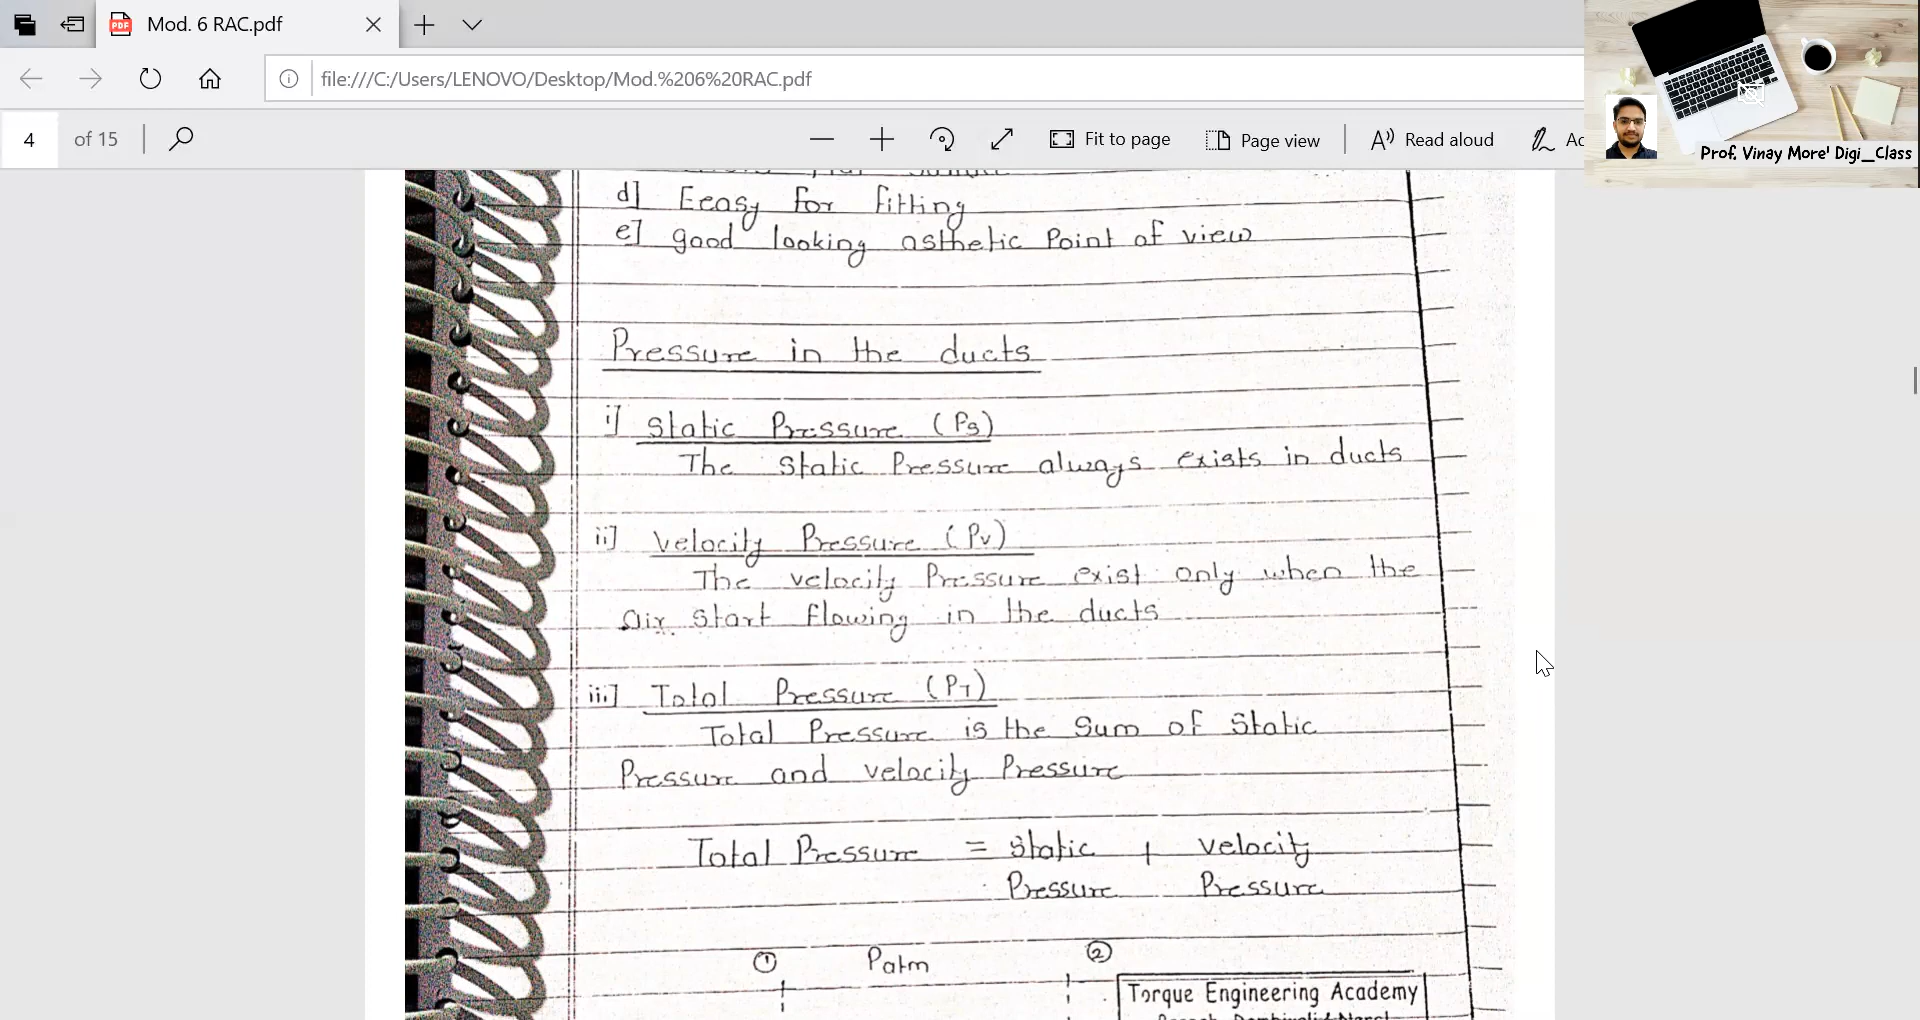 Mod. 6 RAC.pdf
file:///C:/Users/LENOVO/Desktop/Mod.%206%20RAC.pdf
4 of 15
Fit to page
Page view
Read aloud
Prof. Vinay More' Digi_Class
d] Eeasy for fitting
e] good looking asthetic Point of view
Pressure in the ducts
i] Static Pressure (Ps)
The Static Pressure always exists in ducts
ii] Velocity Pressure (Pv)
The velocity Pressure exist only when the
air start flowing in the ducts
iii] Total Pressure (PT)
Total Pressure is the Sum of Static
Pressure and velocity Pressure
Total Pressure = Static + Velocity
Pressure Pressure
① Patm ②
Torque Engineering Academy